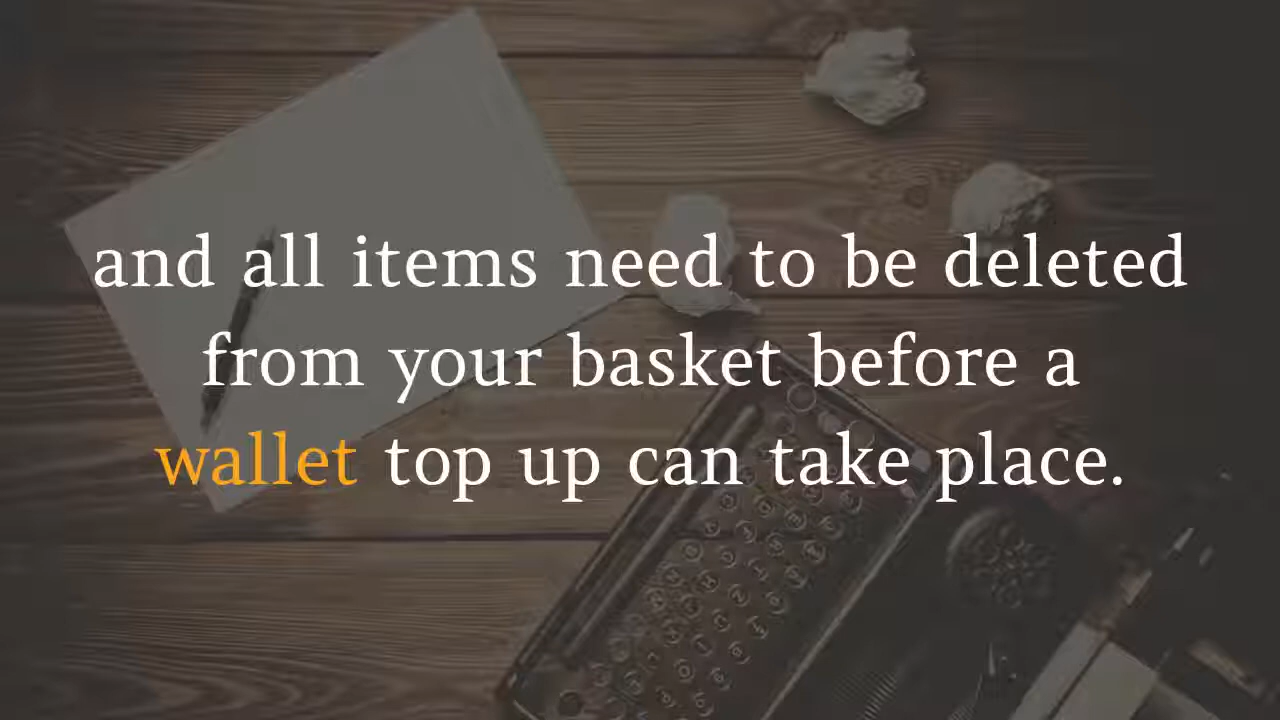 and all items need to be deleted
from your basket before a
wallet top up can take place.